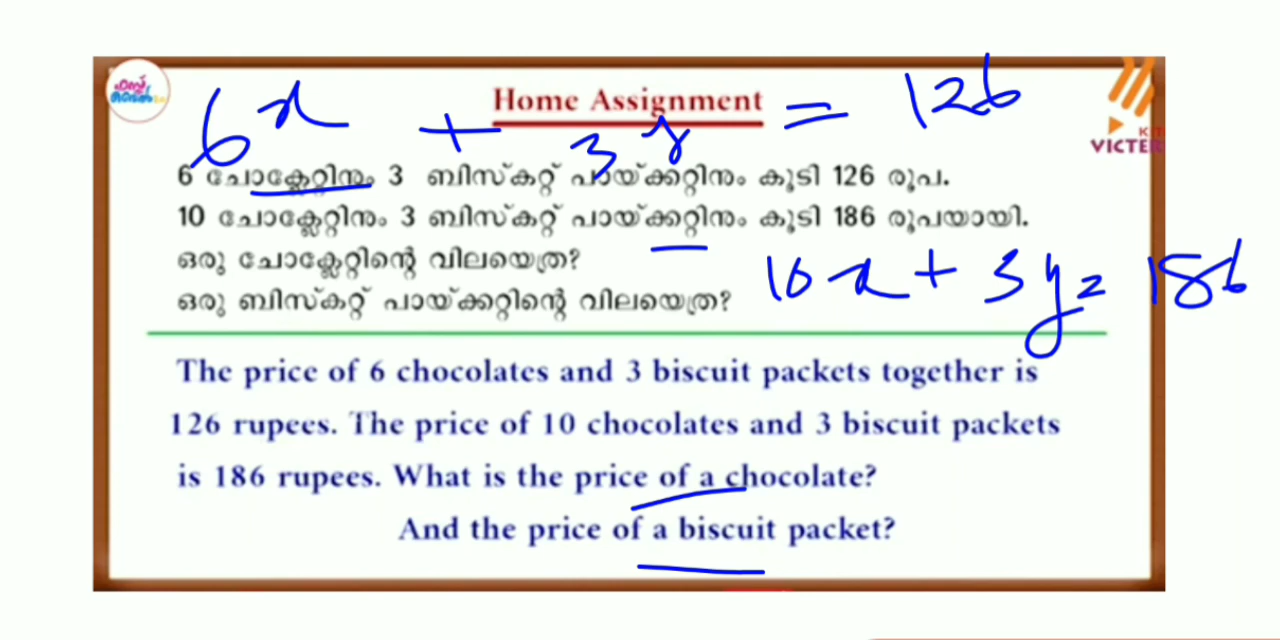 Home Assignment
6x + 3y = 126
KIT
VICTER
6 ചോക്ലേറ്റിനും 3 ബിസ്കറ്റ് പായ്ക്കറ്റിനും കൂടി 126 രൂപ.
10 ചോക്ലേറ്റിനും 3 ബിസ്കറ്റ് പായ്ക്കറ്റിനും കൂടി 186 രൂപയായി.
ഒരു ചോക്ലേറ്റിന്റെ വിലയെത്ര?
10x + 3y = 186
ഒരു ബിസ്കറ്റ് പായ്ക്കറ്റിന്റെ വിലയെത്ര?
The price of 6 chocolates and 3 biscuit packets together is
126 rupees. The price of 10 chocolates and 3 biscuit packets
is 186 rupees. What is the price of a chocolate?
And the price of a biscuit packet?